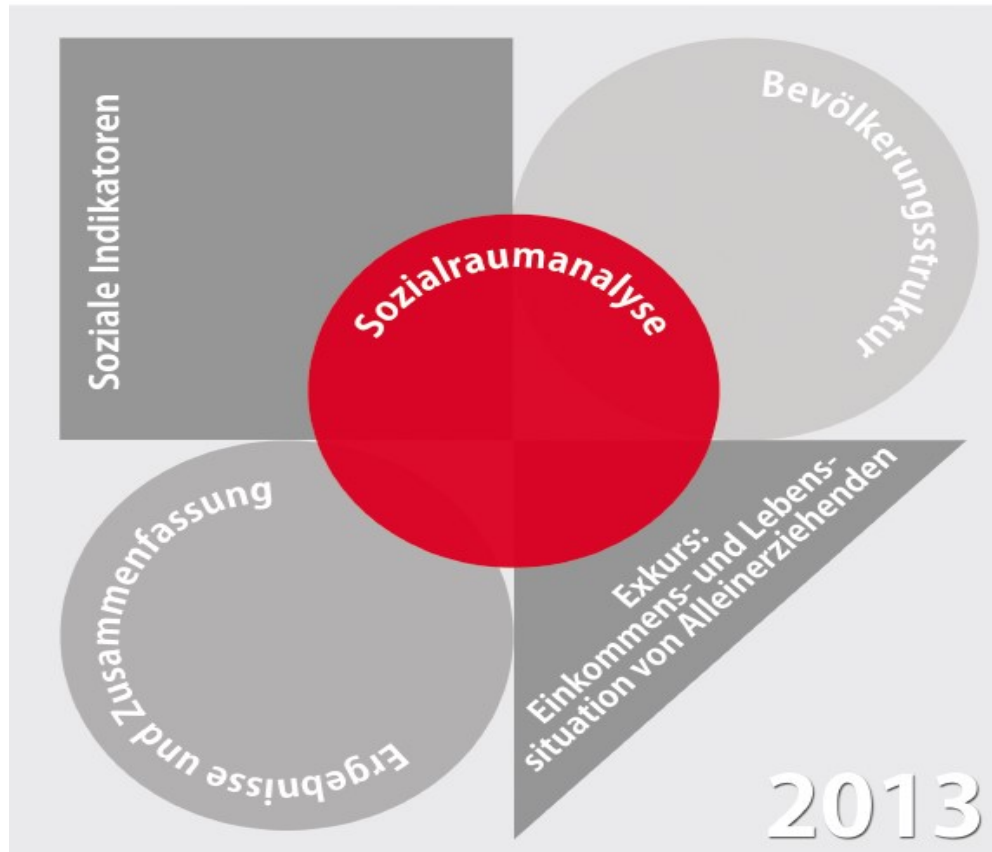 Soziale Indikatoren
Bevölkerungsstruktur
Sozialraumanalyse
Ergebnisse und Zusammenfassung
Exkurs:
Einkommens- und Lebens-
situation von Alleinerziehenden
2013